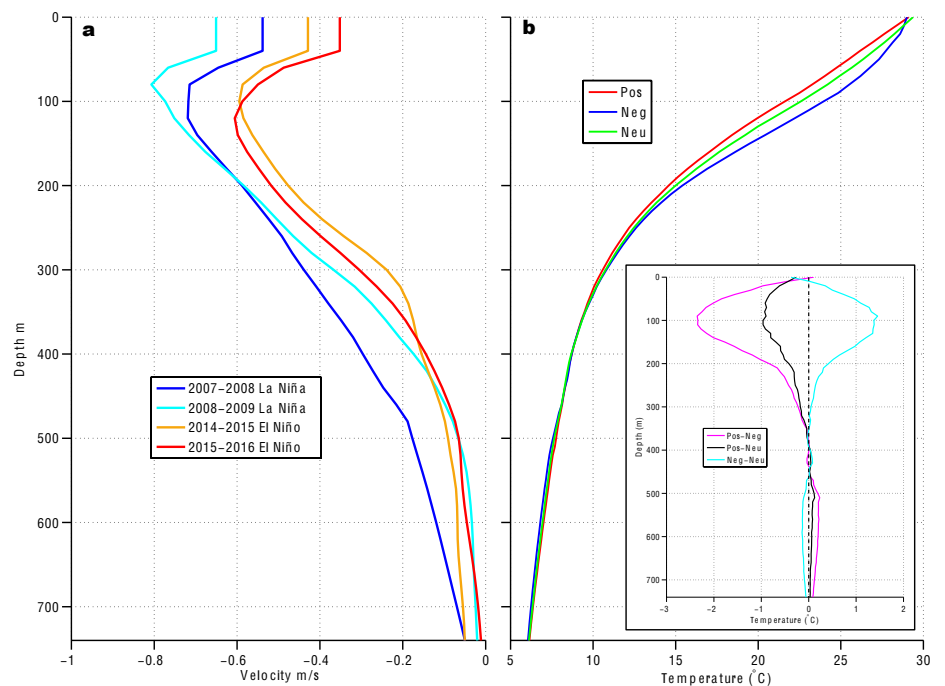 a
0
100
200
300
400
500
600
700
Depth m
2007−2008 La Niña
2008−2009 La Niña
2014−2015 El Niño
2015−2016 El Niño
−1
−0.8
−0.6
−0.4
−0.2
0
Velocity m/s
b
Pos
Neg
Neu
5
10
15
20
25
30
Temperature (°C)
0
100
200
300
400
500
600
700
Depth (m)
Pos−Neg
Pos−Neu
Neg−Neu
−3
−2
−1
0
1
2
Temperature (°C)